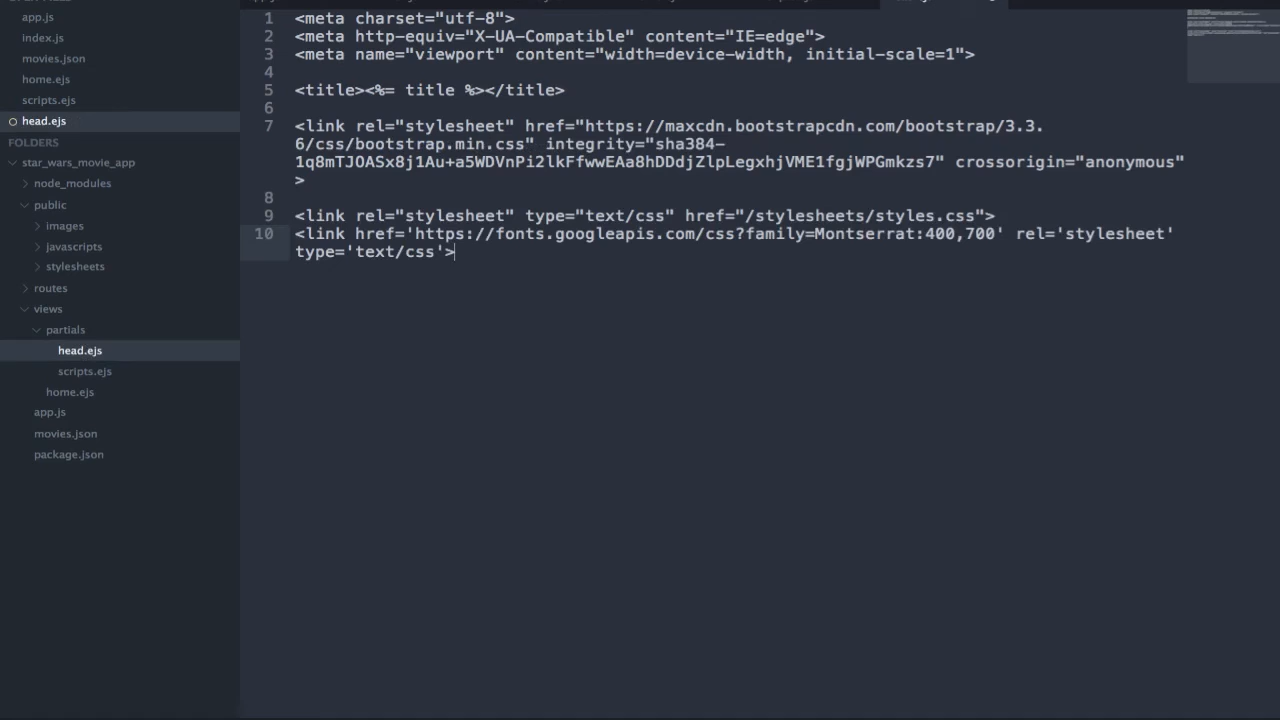 app.js
index.js
movies.json
home.ejs
scripts.ejs
head.ejs
FOLDERS
star_wars_movie_app
node_modules
public
images
javascripts
stylesheets
routes
views
partials
head.ejs
scripts.ejs
home.ejs
app.js
movies.json
package.json
1 <meta charset="utf-8">
2 <meta http-equiv="X-UA-Compatible" content="IE=edge">
3 <meta name="viewport" content="width=device-width, initial-scale=1">
4
5 <title><%= title %></title>
6
7 <link rel="stylesheet" href="https://maxcdn.bootstrapcdn.com/bootstrap/3.3.
6/css/bootstrap.min.css" integrity="sha384-
1q8mTJOASx8j1Au+a5WDVnPi2lkFfwwEAa8hDDdjZlpLegxhjVME1fgjWPGmkzs7" crossorigin="anonymous"
>
8
9 <link rel="stylesheet" type="text/css" href="/stylesheets/styles.css">
10 <link href='https://fonts.googleapis.com/css?family=Montserrat:400,700' rel='stylesheet'
type='text/css'>